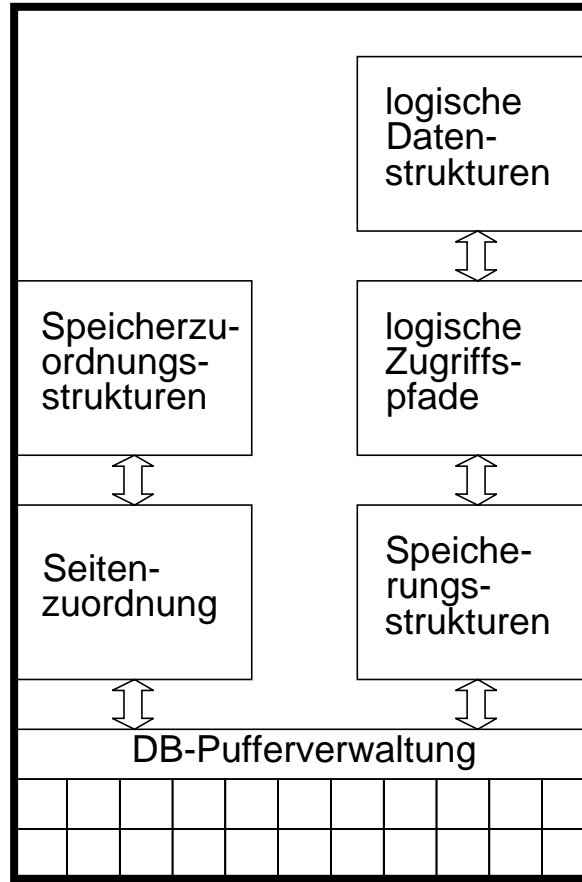 logische
Daten-
strukturen
Speicherzu-
ordnungs-
strukturen
logische
Zugriffs-
pfade
Seiten-
zuordnung
Speiche-
rungs-
strukturen
DB-Pufferverwaltung